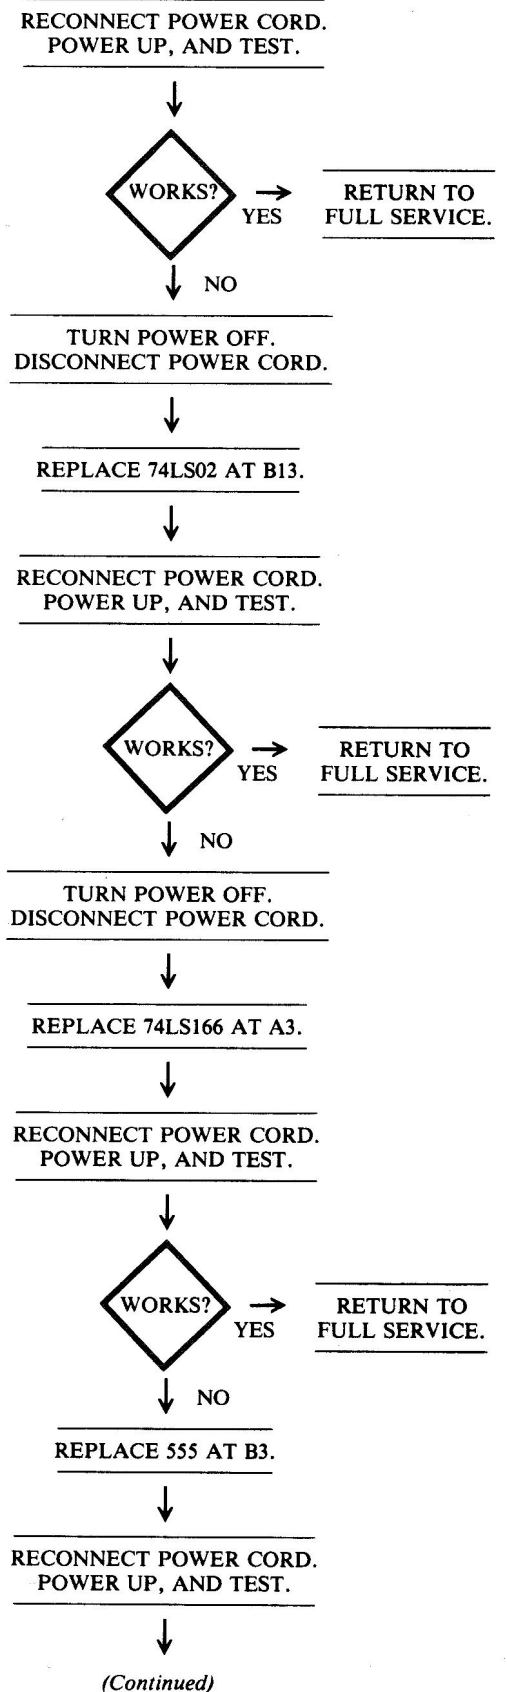 RECONNECT POWER CORD.
POWER UP, AND TEST.
WORKS?
YES
RETURN TO
FULL SERVICE.
NO
TURN POWER OFF.
DISCONNECT POWER CORD.
REPLACE 74LS02 AT B13.
RECONNECT POWER CORD.
POWER UP, AND TEST.
WORKS?
YES
RETURN TO
FULL SERVICE.
NO
TURN POWER OFF.
DISCONNECT POWER CORD.
REPLACE 74LS166 AT A3.
RECONNECT POWER CORD.
POWER UP, AND TEST.
WORKS?
YES
RETURN TO
FULL SERVICE.
NO
REPLACE 555 AT B3.
RECONNECT POWER CORD.
POWER UP, AND TEST.
(Continued)